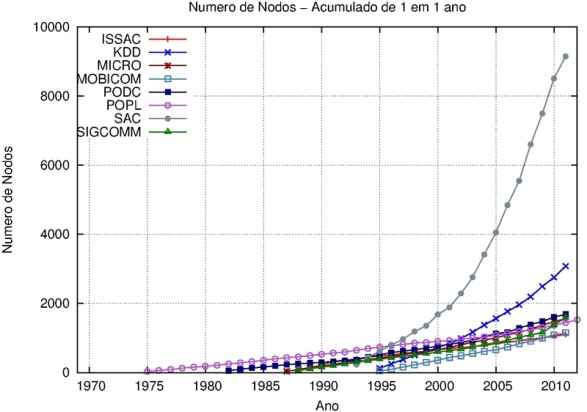 Numero de Nodos – Acumulado de 1 em 1 ano
10000
8000
6000
4000
2000
0
Numero de Nodos
ISSAC
KDD
MICRO
MOBICOM
PODC
POPL
SAC
SIGCOMM
1970 1975 1980 1985 1990 1995 2000 2005 2010
Ano